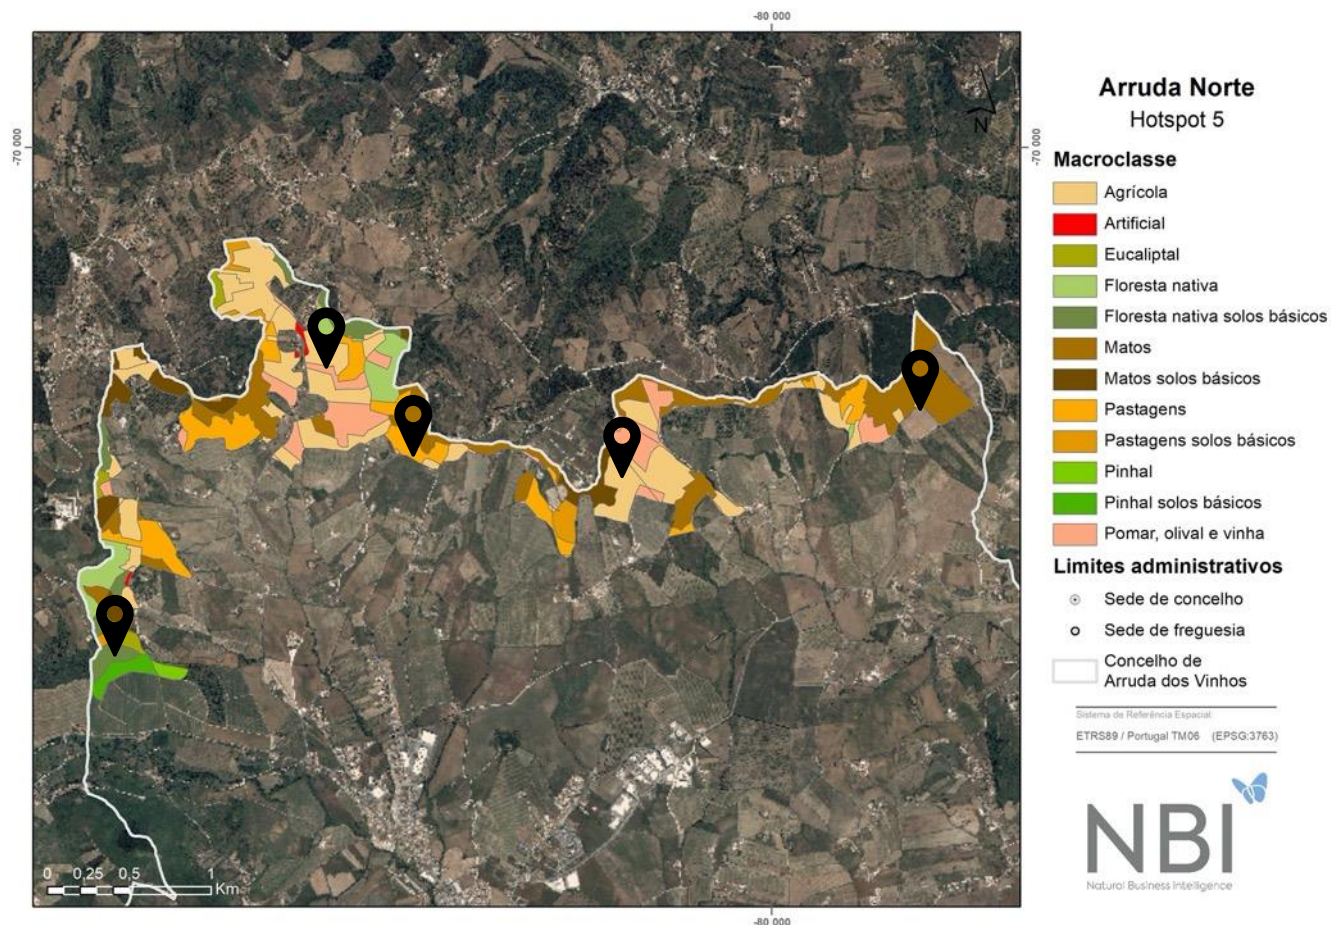 -80 000
-70 000
-70 000
N
Arruda Norte
Hotspot 5
Macroclasse
Agrícola
Artificial
Eucaliptal
Floresta nativa
Floresta nativa solos básicos
Matos
Matos solos básicos
Pastagens
Pastagens solos básicos
Pinhal
Pinhal solos básicos
Pomar, olival e vinha
Limites administrativos
Sede de concelho
Sede de freguesia
Concelho de
Arruda dos Vinhos
Sistema de Referência Espacial:
ETRS89 / Portugal TM06 (EPSG:3763)
NBI
Natural Business Intelligence
0 0,25 0,5 1
Km
-80 000